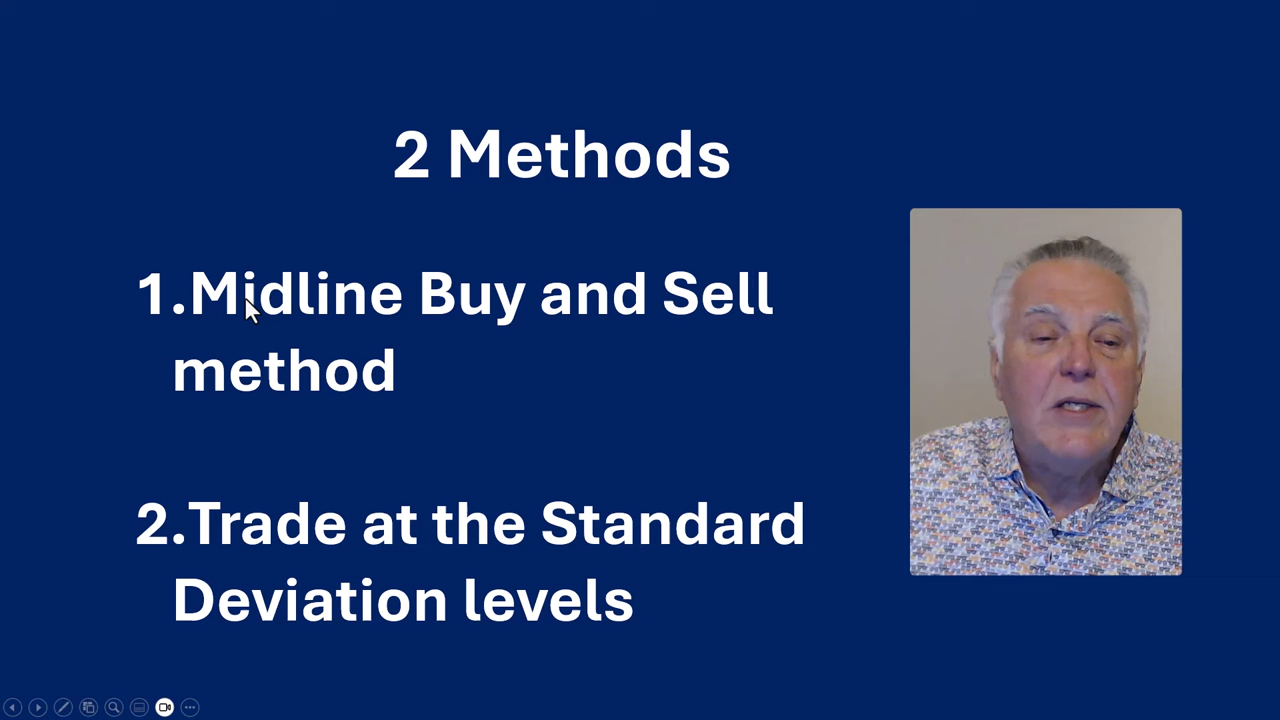 2 Methods
1.Midline Buy and Sell
method
2.Trade at the Standard
Deviation levels